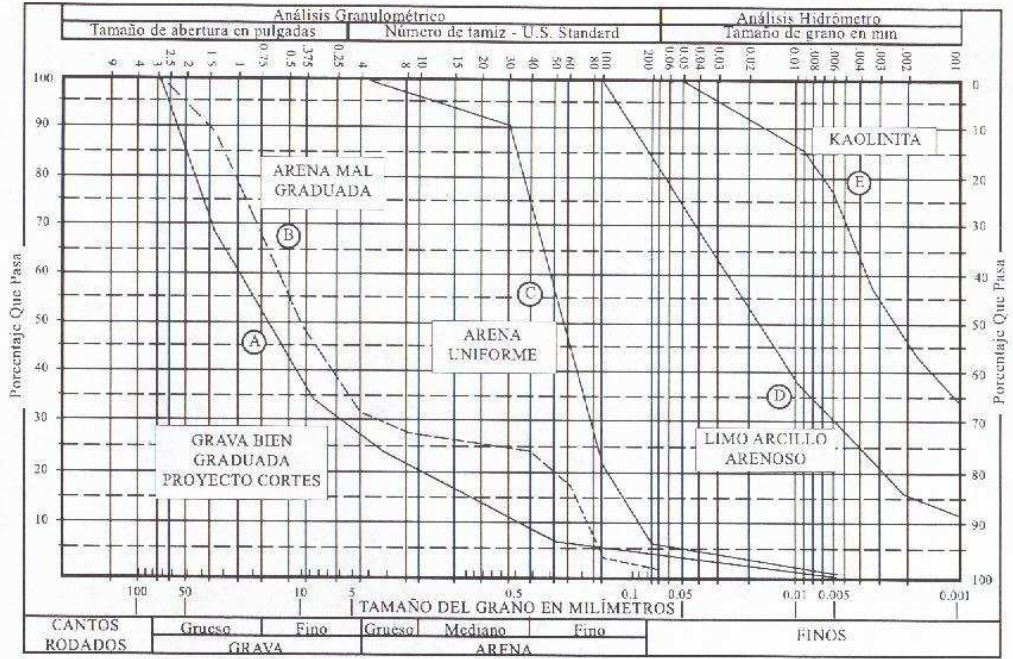 Análisis Granulométrico
Análisis Hidrómetro
Tamaño de abertura en pulgadas
Número de tamiz - U.S. Standard
Tamaño de grano en mm
9 4 3 2.5 2 1.5 1 0.75 0.5 0.375 0.25 4 8 10 15 20 30 40 50 60 80 100 200 0.06 0.05 0.04 0.03 0.02 0.01 0.008 0.006 .004 0.003 0.002 .001
100 0
90 10
80 20
70 30
60 40
50 50
40 60
30 70
20 80
10 90
100
Porcentaje Que Pasa
Porcentaje Que Pasa
KAOLINITA
E
ARENA MAL
GRADUADA
B
C
A
ARENA
UNIFORME
D
GRAVA BIEN
GRADUADA
PROYECTO CORTES
LIMO ARCILLO
ARENOSO
100 50 10 5 0.5 0.1 0.05 0.01 0.005 0.001
TAMAÑO DEL GRANO EN MILÍMETROS
CANTOS
RODADOS
Grueso Fino Grueso Mediano Fino
GRAVA ARENA
FINOS